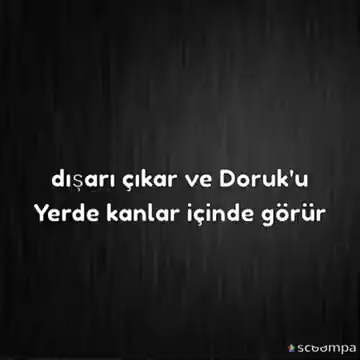 dışarı çıkar ve Doruk'u
Yerde kanlar içinde görür
scoompa